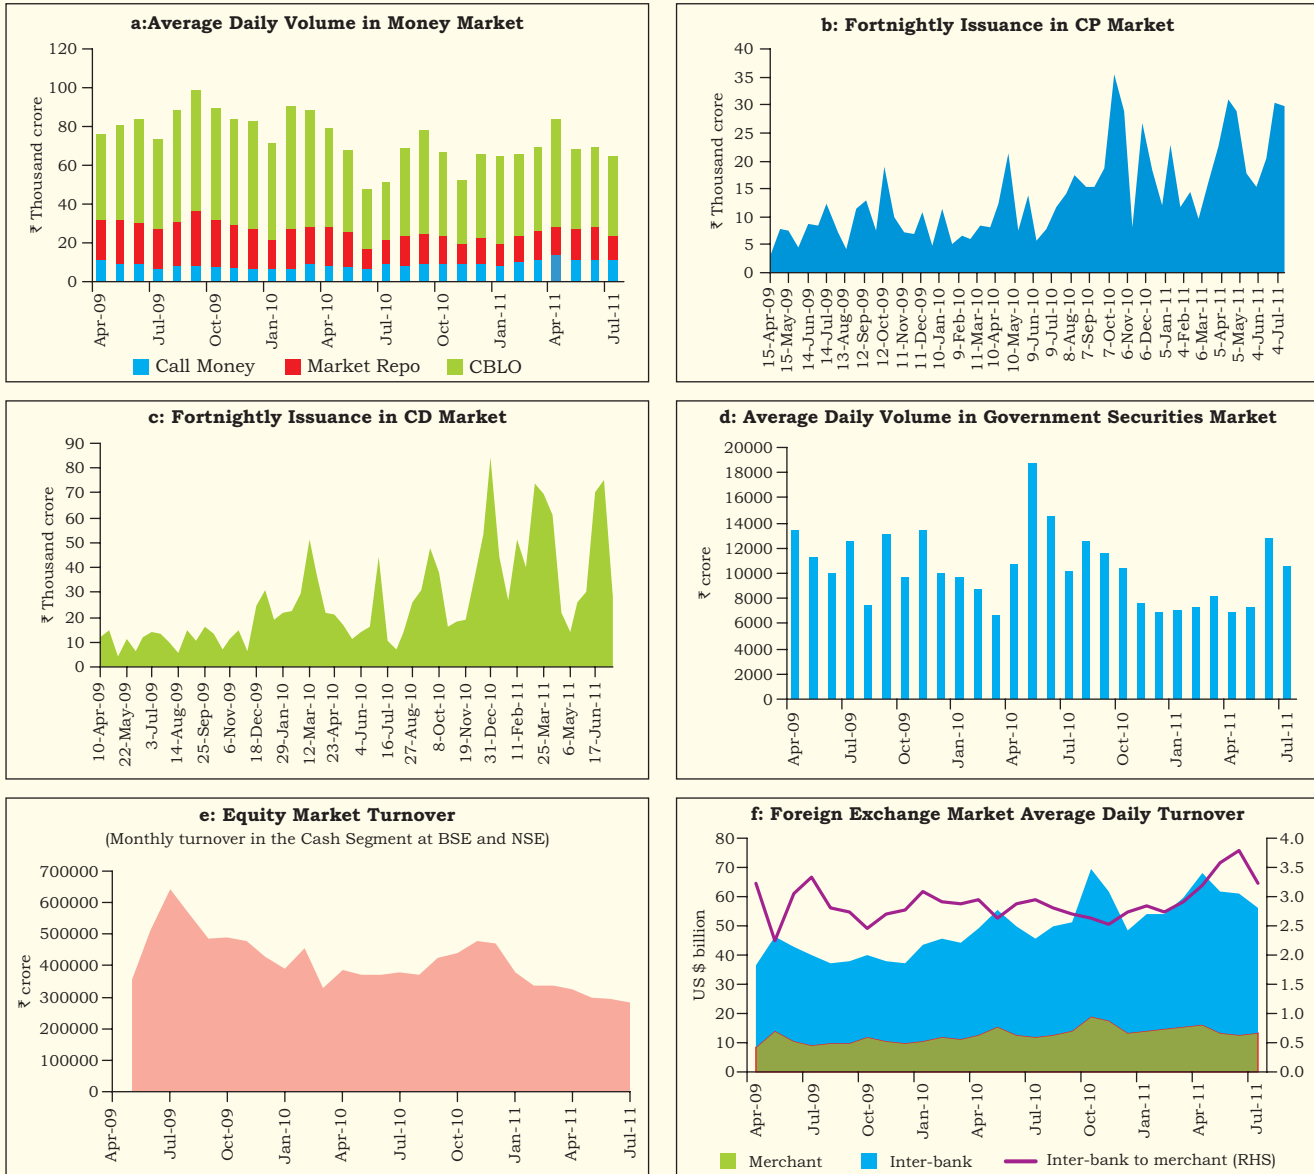 a:Average Daily Volume in Money Market
₹ Thousand crore
120
100
80
60
40
20
0
Apr-09
Jul-09
Oct-09
Jan-10
Apr-10
Jul-10
Oct-10
Jan-11
Apr-11
Jul-11
Call Money
Market Repo
CBLO
b: Fortnightly Issuance in CP Market
₹ Thousand crore
40
35
30
25
20
15
10
5
0
15-Apr-09
15-May-09
14-Jun-09
14-Jul-09
13-Aug-09
12-Sep-09
12-Oct-09
11-Nov-09
11-Dec-09
10-Jan-10
9-Feb-10
11-Mar-10
10-Apr-10
10-May-10
9-Jun-10
9-Jul-10
8-Aug-10
7-Sep-10
7-Oct-10
6-Nov-10
6-Dec-10
5-Jan-11
4-Feb-11
6-Mar-11
5-Apr-11
5-May-11
4-Jun-11
4-Jul-11
c: Fortnightly Issuance in CD Market
₹ Thousand crore
90
80
70
60
50
40
30
20
10
0
10-Apr-09
22-May-09
3-Jul-09
14-Aug-09
25-Sep-09
6-Nov-09
18-Dec-09
29-Jan-10
12-Mar-10
23-Apr-10
4-Jun-10
16-Jul-10
27-Aug-10
8-Oct-10
19-Nov-10
31-Dec-10
11-Feb-11
25-Mar-11
6-May-11
17-Jun-11
d: Average Daily Volume in Government Securities Market
₹ crore
20000
18000
16000
14000
12000
10000
8000
6000
4000
2000
0
Apr-09
Jul-09
Oct-09
Jan-10
Apr-10
Jul-10
Oct-10
Jan-11
Apr-11
Jul-11
e: Equity Market Turnover
(Monthly turnover in the Cash Segment at BSE and NSE)
₹ crore
700000
600000
500000
400000
300000
200000
100000
0
Apr-09
Jul-09
Oct-09
Jan-10
Apr-10
Jul-10
Oct-10
Jan-11
Apr-11
Jul-11
f: Foreign Exchange Market Average Daily Turnover
US $ billion
80
70
60
50
40
30
20
10
0
4.0
3.5
3.0
2.5
2.0
1.5
1.0
0.5
0.0
Apr-09
Jul-09
Oct-09
Jan-10
Apr-10
Jul-10
Oct-10
Jan-11
Apr-11
Jul-11
Merchant
Inter-bank
Inter-bank to merchant (RHS)